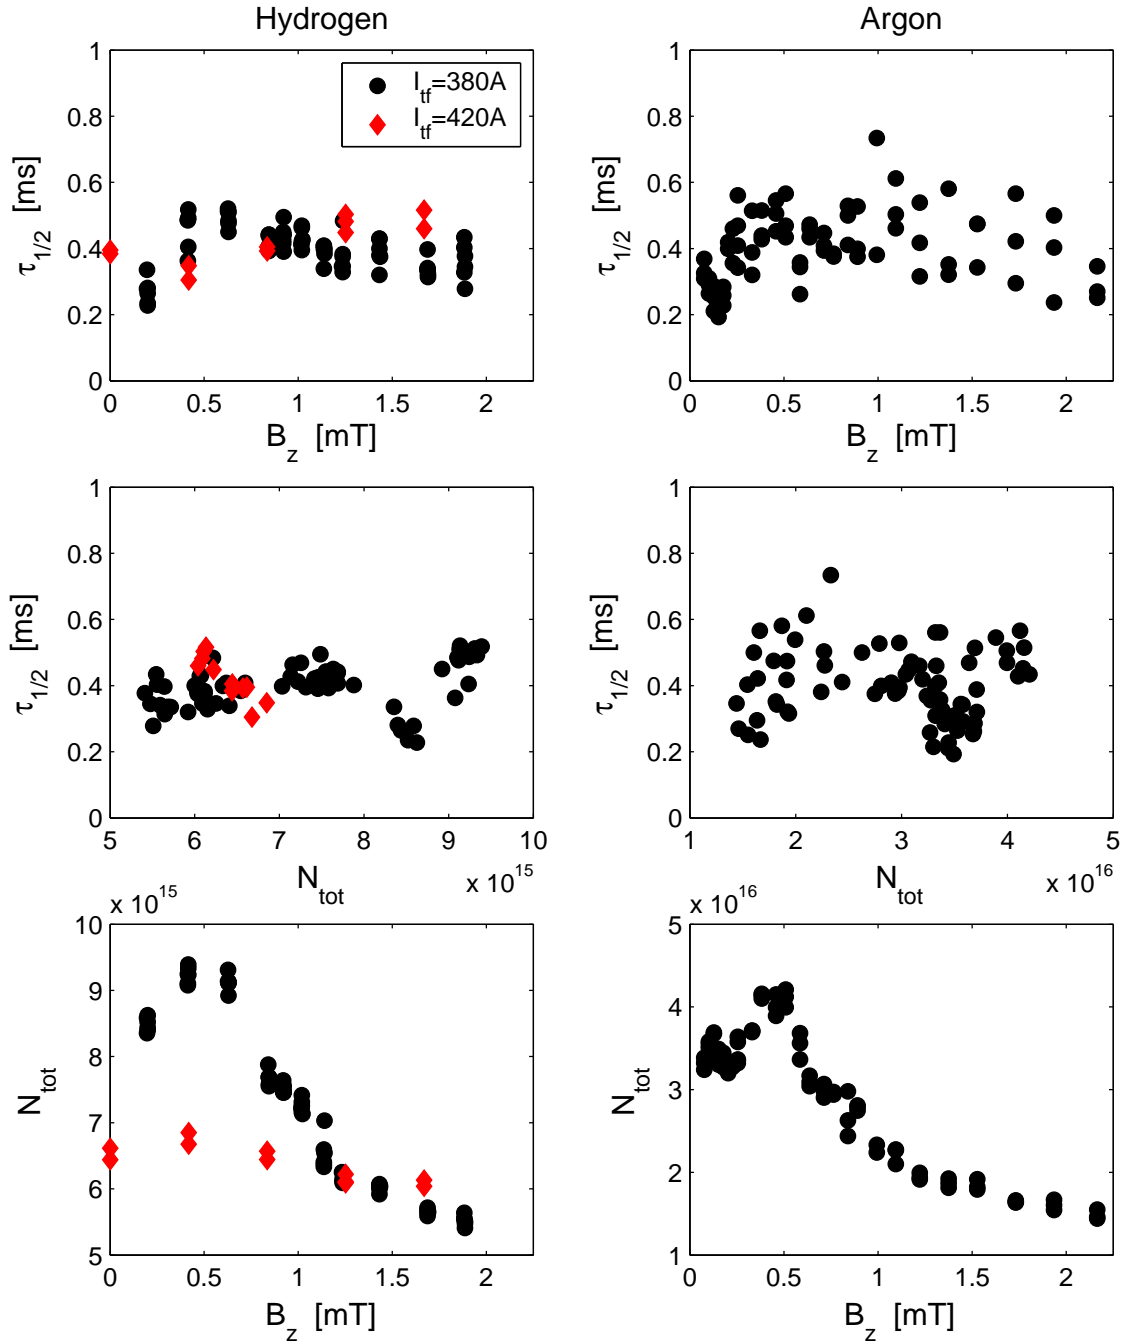 Hydrogen
Argon
1
0.8
0.6
0.4
0.2
0
τ1/2 [ms]
I_tf=380A
I_tf=420A
0 0.5 1 1.5 2
B_z [mT]
1
0.8
0.6
0.4
0.2
0
τ1/2 [ms]
0 0.5 1 1.5 2
B_z [mT]
1
0.8
0.6
0.4
0.2
0
τ1/2 [ms]
5 6 7 8 9 10
N_tot
x 10^15
1
0.8
0.6
0.4
0.2
0
τ1/2 [ms]
1 2 3 4 5
N_tot
x 10^16
x 10^15
10
9
8
7
6
5
N_tot
0 0.5 1 1.5 2
B_z [mT]
x 10^16
5
4
3
2
1
N_tot
0 0.5 1 1.5 2
B_z [mT]